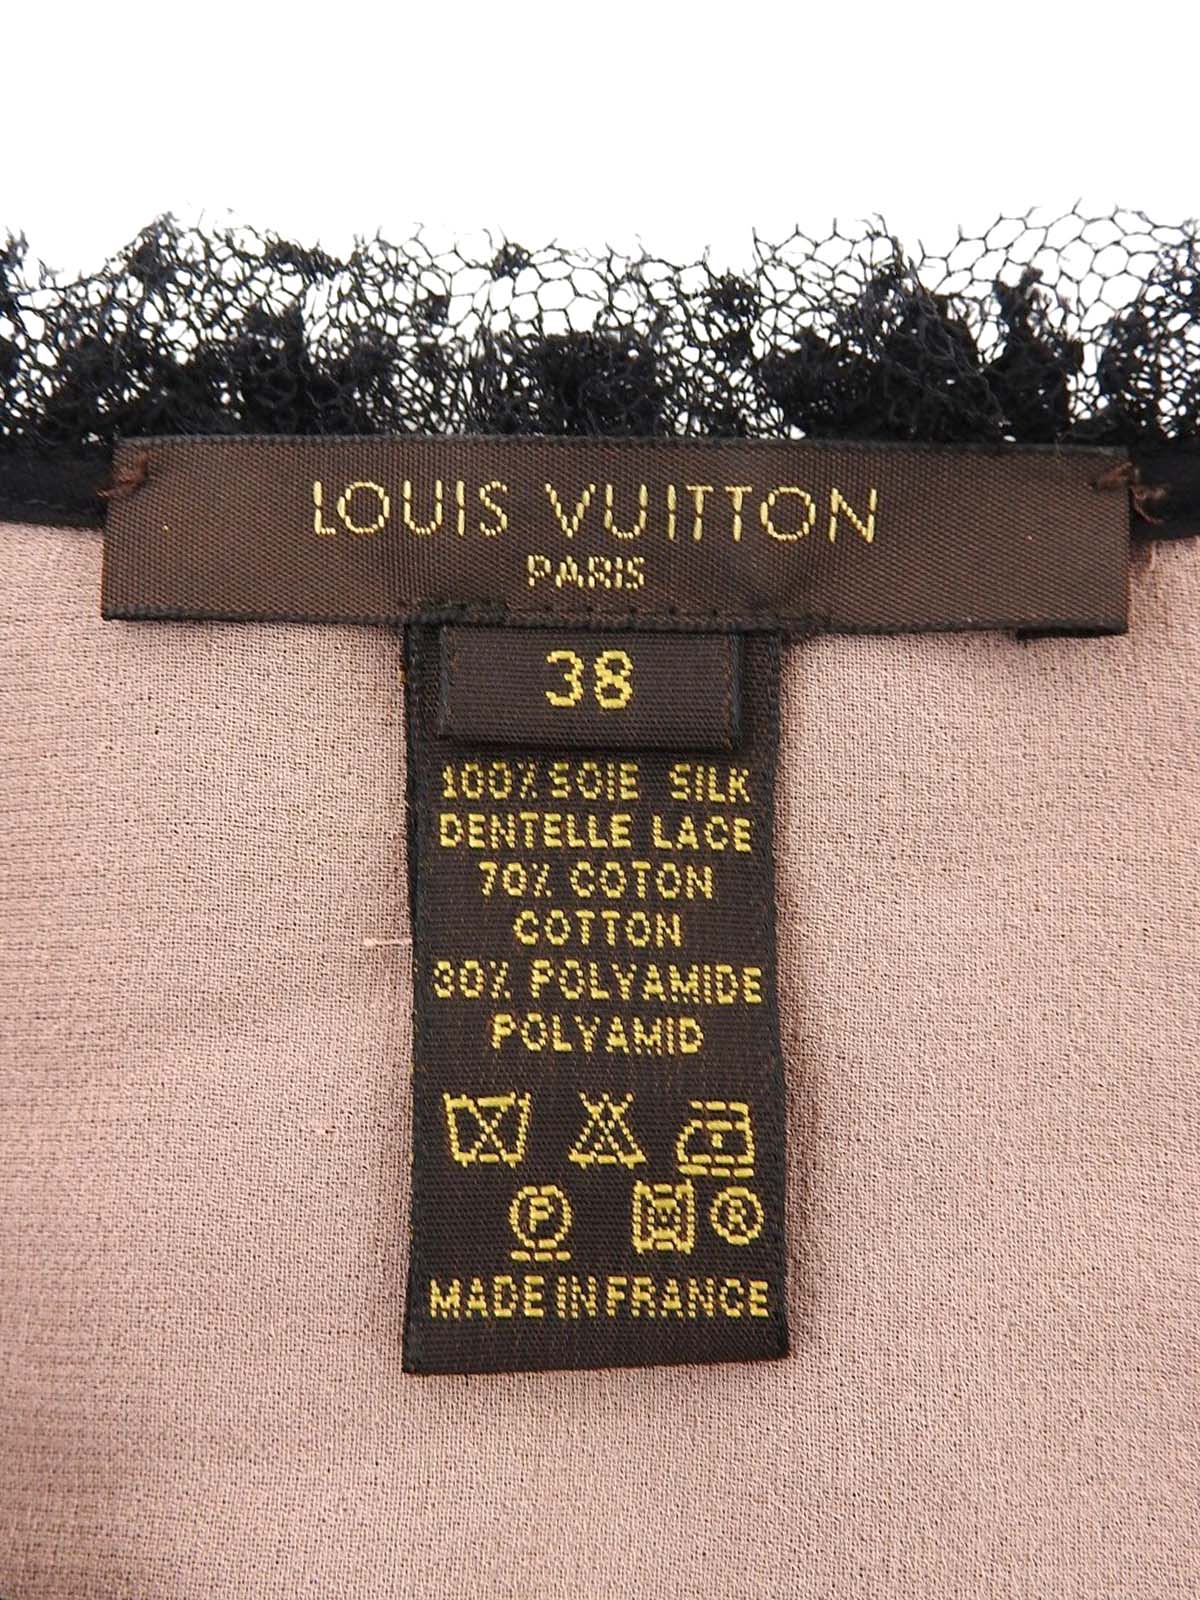 LOUIS VUITTON
PARIS
38
100% SOIE SILK
DENTELLE LACE
70% COTON
COTTON
30% POLYAMIDE
POLYAMID
P ®
MADE IN FRANCE